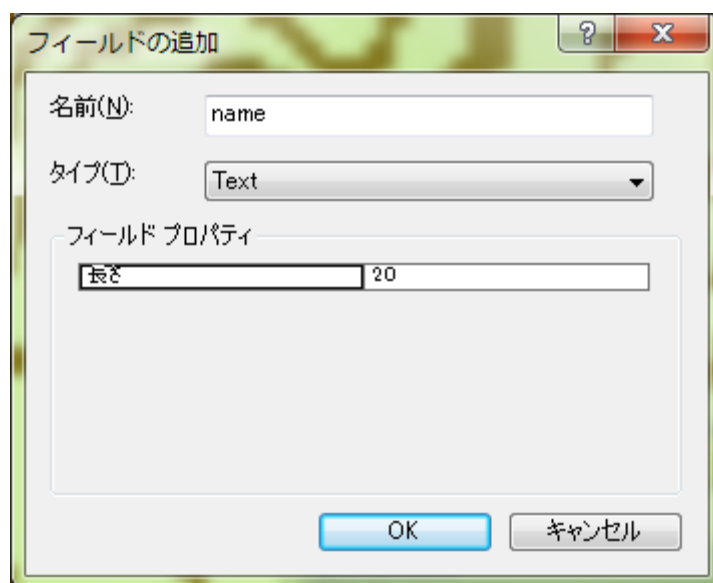 フィールドの追加
?
名前(N): name
タイプ(T): Text
フィールド プロパティ
長さ 20
OK キャンセル